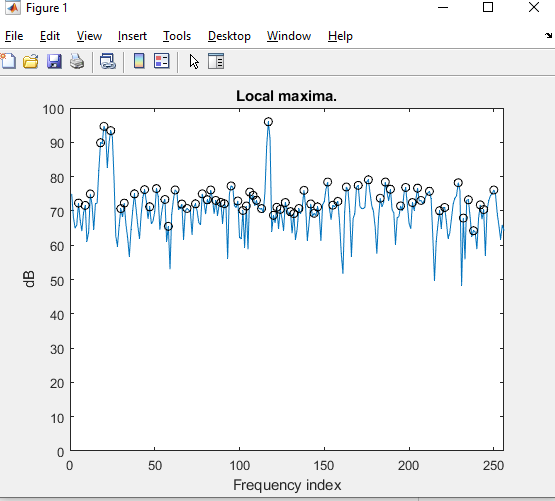 Figure 1
File Edit View Insert Tools Desktop Window Help
Local maxima.
100
90
80
70
60
50
40
30
20
10
0
dB
0 50 100 150 200 250
Frequency index